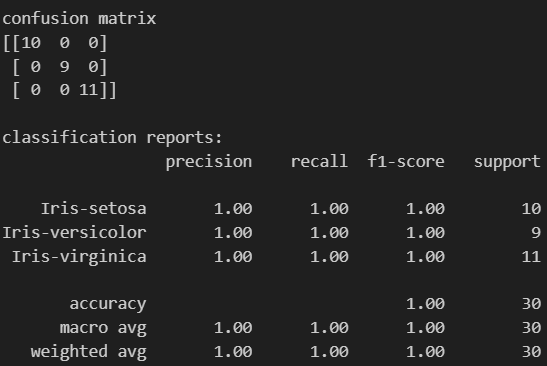 confusion matrix
[[10  0  0]
 [ 0  9  0]
 [ 0  0 11]]
classification reports:
                 precision    recall  f1-score   support
    Iris-setosa       1.00      1.00      1.00        10
Iris-versicolor       1.00      1.00      1.00         9
 Iris-virginica       1.00      1.00      1.00        11
       accuracy                           1.00        30
      macro avg       1.00      1.00      1.00        30
   weighted avg       1.00      1.00      1.00        30